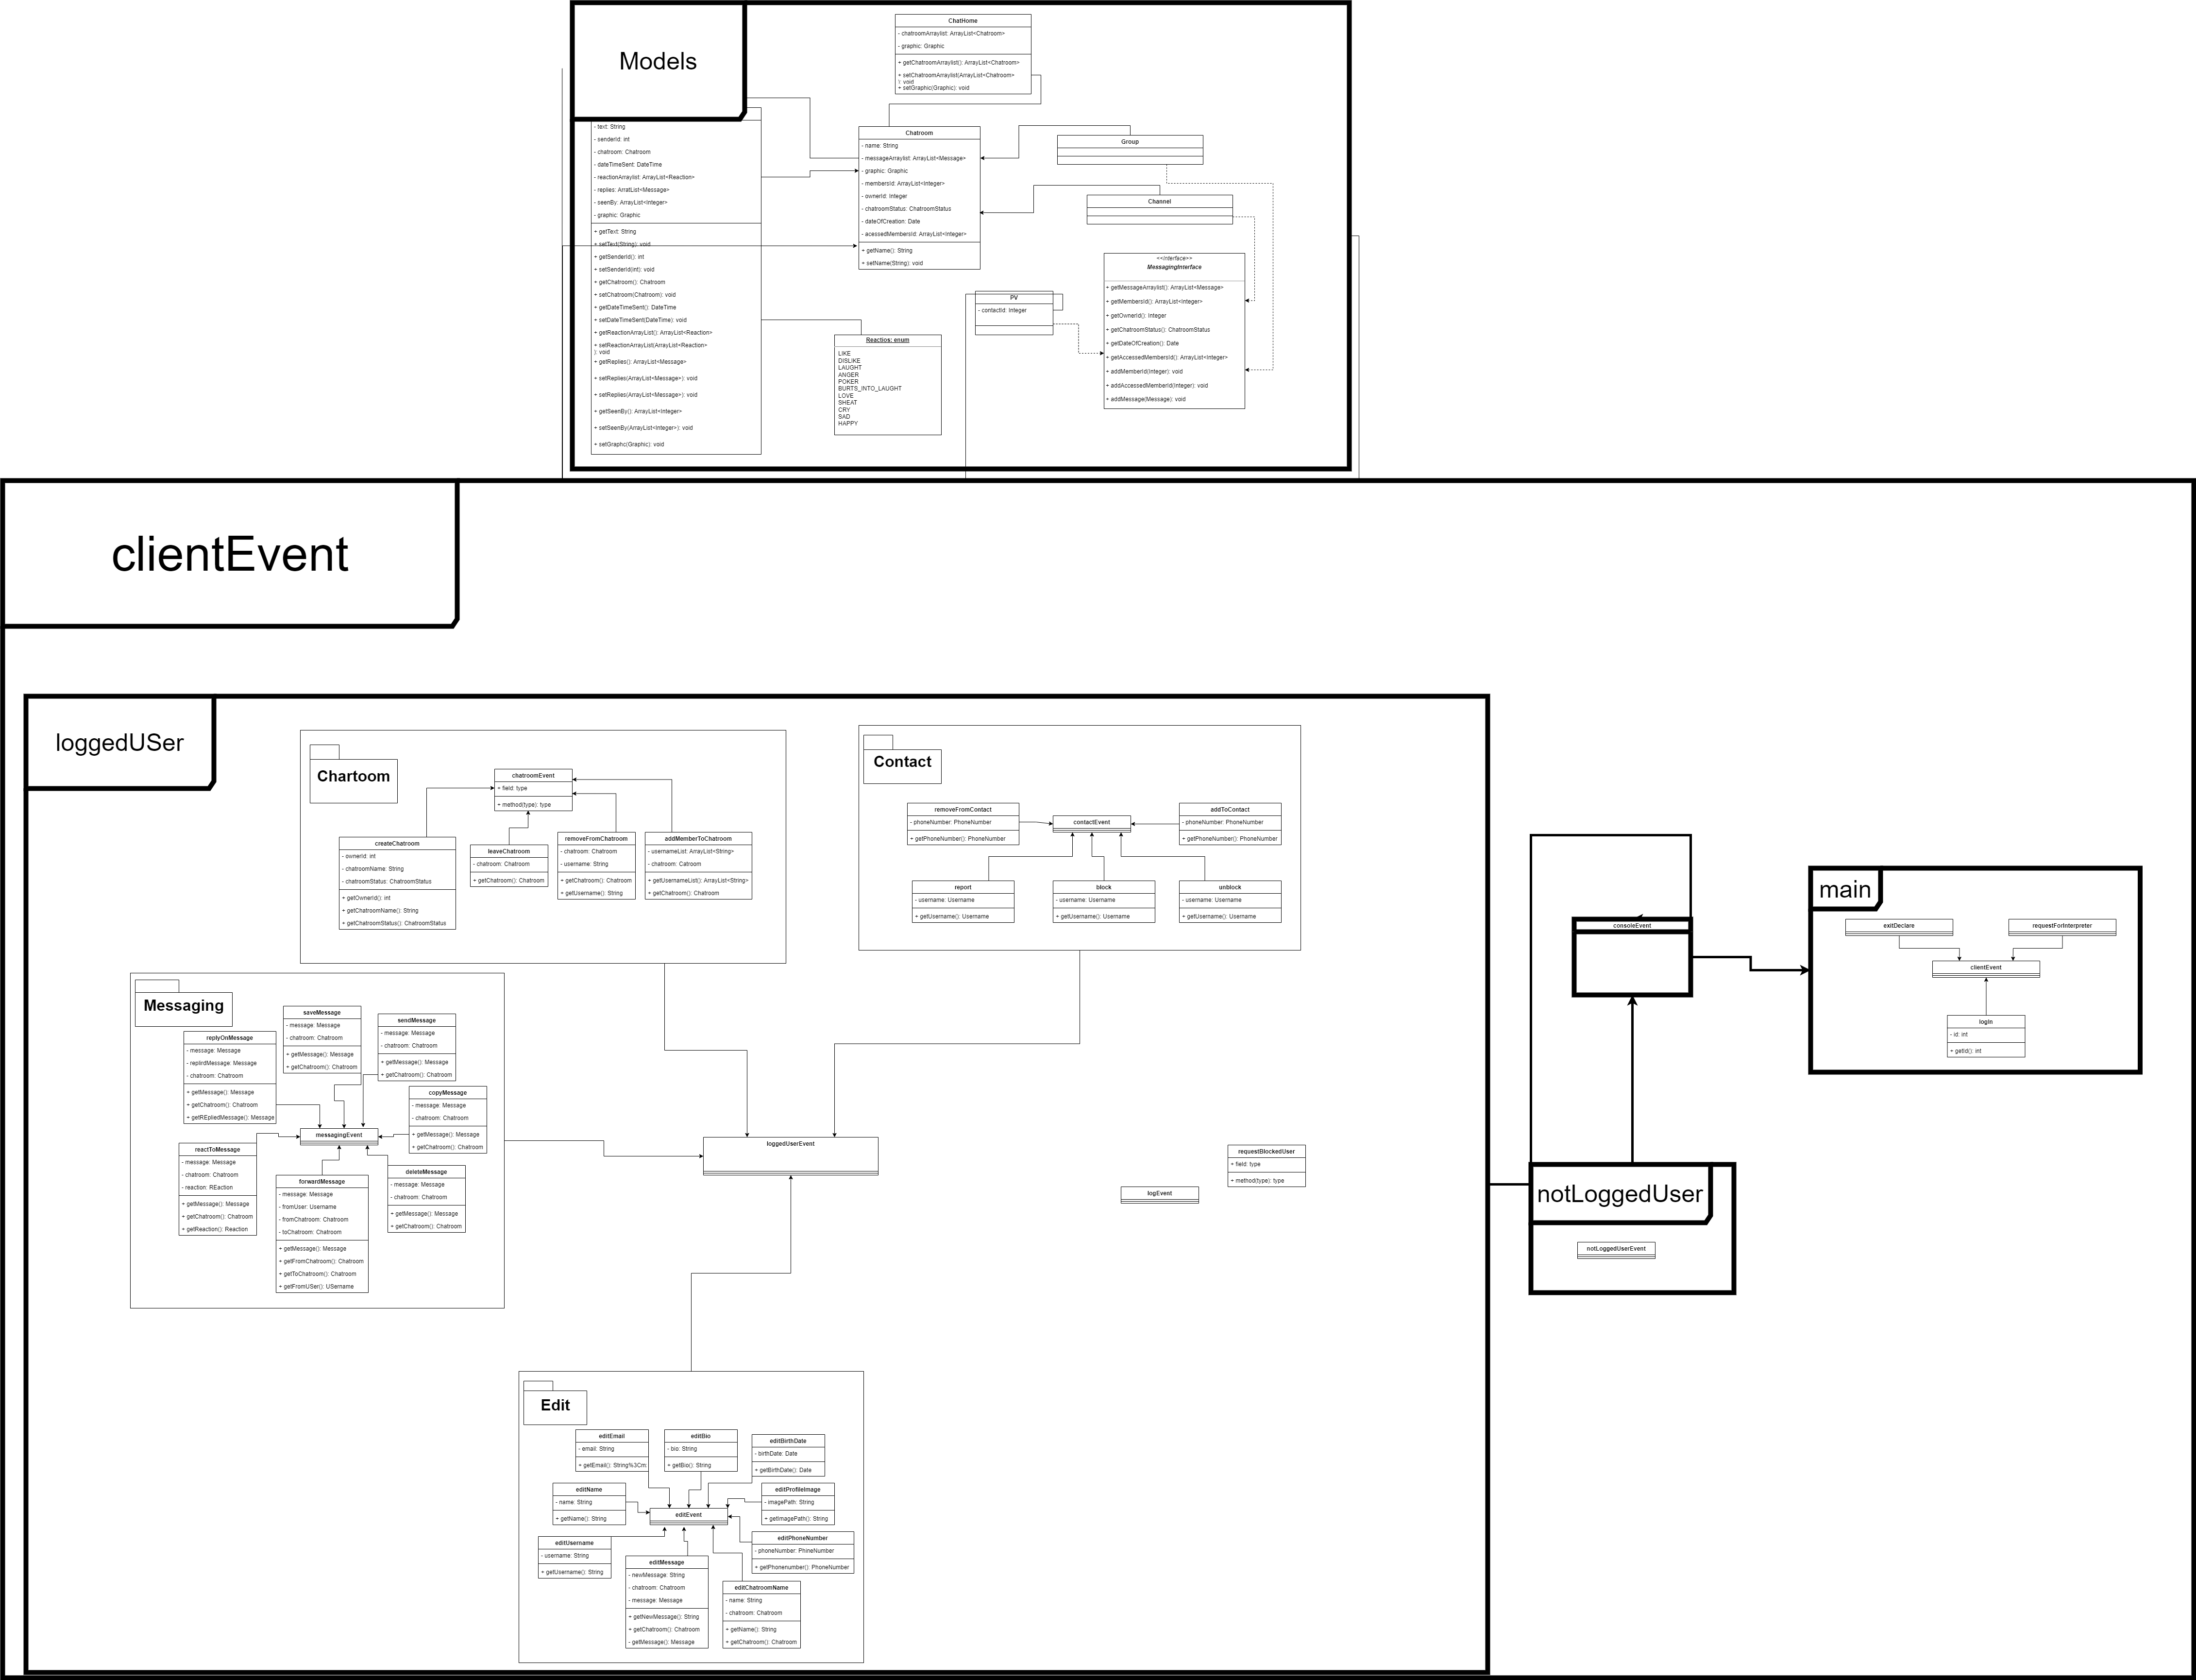 Models
ChatHome
- chatroomArraylist: ArrayList<Chatroom>
- graphic: Graphic
+ getChatroomArraylist(): ArrayList<Chatroom>
+ setChatroomArraylist(ArrayList<Chatroom>
): void
+ setGraphic(Graphic): void
- text: String
- senderId: int
- chatroom: Chatroom
- dateTimeSent: DateTime
- reactionArraylist: ArrayList<Reaction>
- replies: ArratList<Message>
- seenBy: ArrayList<Integer>
- graphic: Graphic
+ getText: String
+ setText(String): void
+ getSenderId(): int
+ setSenderId(int): void
+ getChatroom(): Chatroom
+ setChatroom(Chatroom): void
+ getDateTimeSent(): DateTime
+ setDateTimeSent(DateTime): void
+ getReactionArrayList(): ArrayList<Reaction>
+ setReactionArrayList(ArrayList<Reaction>
): void
+ getReplies(): ArrayList<Message>
+ setReplies(ArrayList<Message>): void
+ setReplies(ArrayList<Message>): void
+ getSeenBy(): ArrayList<Integer>
+ setSeenBy(ArrayList<Integer>): void
+ setGraphc(Graphic): void
Chatroom
- name: String
- messageArraylist: ArrayList<Message>
- graphic: Graphic
- membersId: ArrayList<Integer>
- ownerId: Integer
- chatroomStatus: ChatroomStatus
- dateOfCreation: Date
- acessedMembersId: ArrayList<Integer>
+ getName(): String
+ setName(String): void
Group
Channel
<<interface>>
MessagingInterface
+ getMessageArraylist(): ArrayList<Message>
+ getMembersId(): ArrayList<Integer>
+ getOwnerId(): Integer
+ getChatroomStatus(): ChatroomStatus
+ getDateOfCreation(): Date
+ getAccessedMembersId(): ArrayList<Integer>
+ addMemberId(Integer): void
+ addAccessedMemberId(Integer): void
+ addMessage(Message): void
PV
- contactId: Integer
Reactios: enum
LIKE
DISLIKE
LAUGHT
ANGER
POKER
BURTS_INTO_LAUGHT
LOVE
SHEAT
CRY
SAD
HAPPY
clientEvent
loggedUSer
Chartoom
chatroomEvent
+ field: type
+ method(type): type
createChatroom
- ownerId: int
- chatroomName: String
- chatroomStatus: ChatroomStatus
+ getOwnerId(): int
+ getChatroomName(): String
+ getChatroomStatus(): ChatroomStatus
leaveChatroom
- chatroom: Chatroom
+ getChatroom(): Chatroom
removeFromChatroom
- chatroom: Chatroom
- username: String
+ getChatroom(): Chatroom
+ getUsername(): String
addMemberToChatroom
- usernameList: ArrayList<String>
- chatroom: Catroom
+ getUsernameList(): ArrayList<String>
+ getChatroom(): Chatroom
Contact
removeFromContact
- phoneNumber: PhoneNumber
+ getPhoneNumber(): PhoneNumber
contactEvent
addToContact
- phoneNumber: PhoneNumber
+ getPhoneNumber(): PhoneNumber
report
- username: Username
+ getUsername(): Username
block
- username: Username
+ getUsername(): Username
unblock
- username: Username
+ getUsername(): Username
Messaging
saveMessage
- message: Message
- chatroom: Chatroom
+ getMessage(): Message
+ getChatroom(): Chatroom
sendMessage
- message: Message
- chatroom: Chatroom
+ getMessage(): Message
+ getChatroom(): Chatroom
replyOnMessage
- message: Message
- replirdMessage: Message
- chatroom: Chatroom
+ getMessage(): Message
+ getChatroom(): Chatroom
+ getREpliedMessage(): Message
copyMessage
- message: Message
- chatroom: Chatroom
+ getMessage(): Message
+ getChatroom(): Chatroom
messagingEvent
reactToMessage
- message: Message
- chatroom: Chatroom
- reaction: REaction
+ getMessage(): Message
+ getChatroom(): Chatroom
+ getReaction(): Reaction
forwardMessage
- message: Message
- fromUser: Username
- fromChatroom: Chatroom
- toChatroom: Chatroom
+ getMessage(): Message
+ getFromChatroom(): Chatroom
+ getToChatroom(): Chatroom
+ getFromUSer(): USername
deleteMessage
- message: Message
- chatroom: Chatroom
+ getMessage(): Message
+ getChatroom(): Chatroom
loggedUserEvent
requestBlockedUser
+ field: type
+ method(type): type
logEvent
Edit
editEmail
- email: String
+ getEmail(): String%3Cm
editBio
- bio: String
+ getBio(): String
editBirthDate
- birthDate: Date
+ getBirthDate(): Date
editName
- name: String
+ getName(): String
editProfileImage
- imagePath: String
+ getImagePath(): String
editEvent
editUsername
- username: String
+ getUsername(): String
editPhoneNumber
- phoneNumber: PhineNumber
+ getPhonenumber(): PhoneNumber
editMessage
- newMessage: String
- chatroom: Chatroom
- message: Message
+ getNewMessage(): String
+ getChatroom(): Chatroom
- getMessage(): Message
editChatroomName
- name: String
- chatroom: Chatroom
+ getName(): String
+ getChatroom(): Chatroom
consoleEvent
notLoggedUser
notLoggedUserEvent
main
exitDeclare
requestForInterpreter
clientEvent
logIn
- id: int
+ getId(): int